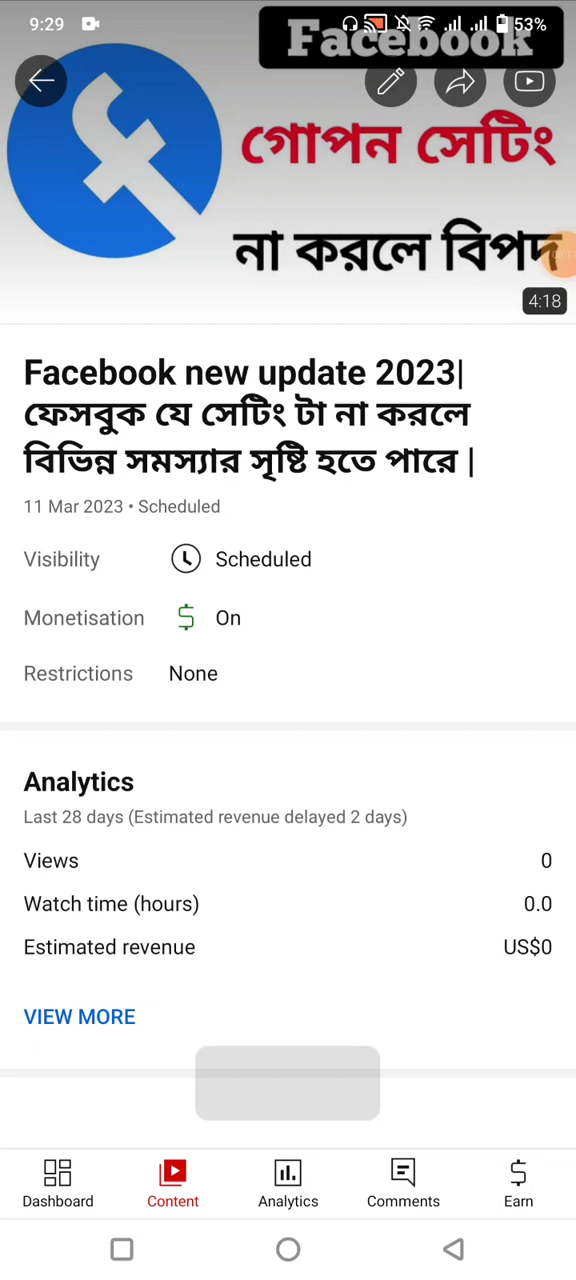 9:29
53%
Facebook
গোপন সেটিং
না করলে বিপদ
4:18
Facebook new update 2023|
ফেসবুক যে সেটিং টা না করলে
বিভিন্ন সমস্যার সৃষ্টি হতে পারে |
11 Mar 2023 • Scheduled
Visibility Scheduled
Monetisation On
Restrictions None
Analytics
Last 28 days (Estimated revenue delayed 2 days)
Views 0
Watch time (hours) 0.0
Estimated revenue US$0
VIEW MORE
Dashboard Content Analytics Comments Earn